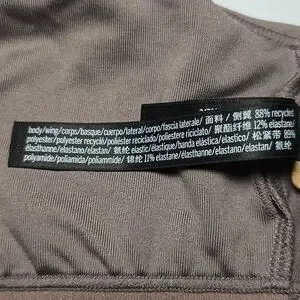 body/wing/corps/basque/cuerpo/lateral/corpo/fascia laterale/ 面料 / 侧翼 88% recycled
polyester/polyester recyclé/poliéster reciclado/poliestere riciclato/ 聚酯纤维 12% elastane/
élasthanne/elastano/elastan/ 氨纶 elastic/élastique/banda elástica/elastico/ 松紧带 89%
polyamide/poliamida/poliammide/ 锦纶 11% elastane/élasthanne/elastano/elastan/ 氨纶